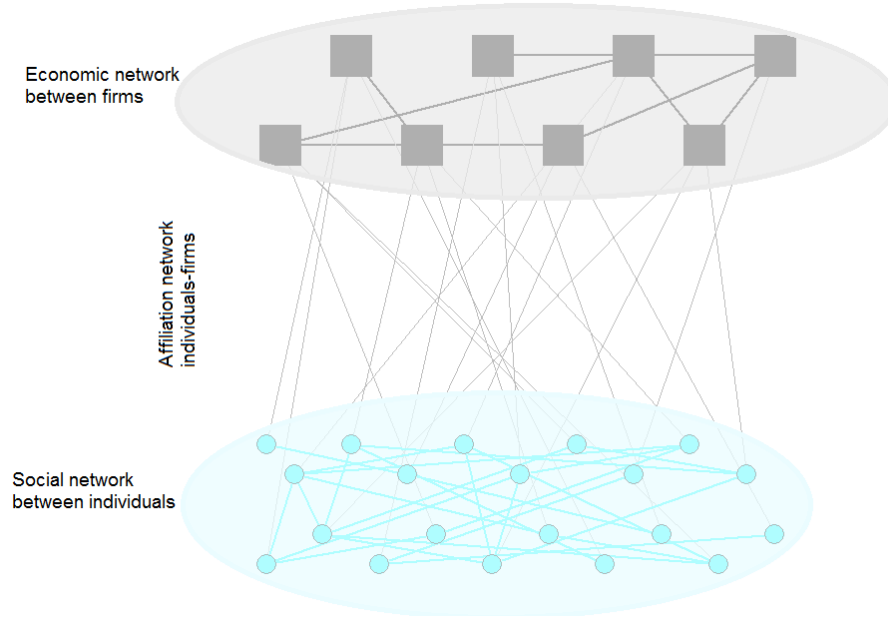 Economic network
between firms
Affiliation network
individuals-firms
Social network
between individuals